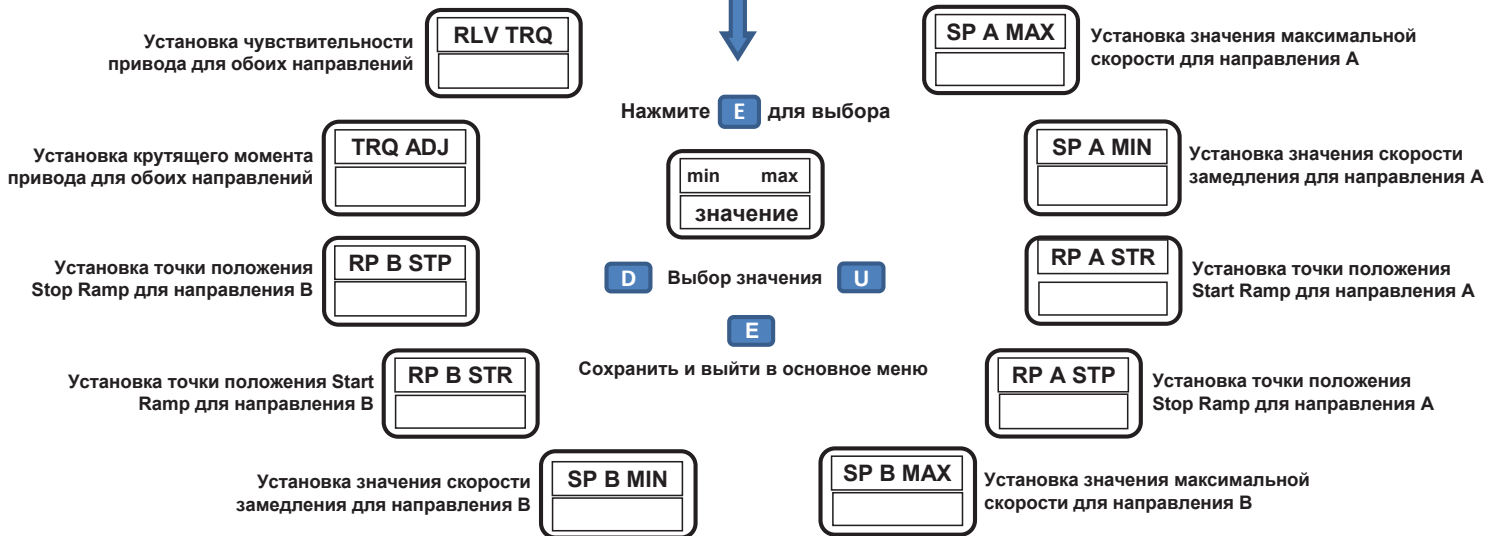 Установка чувствительности
привода для обоих направлений
RLV TRQ
SP A MAX
Установка значения максимальной
скорости для направления A
Нажмите E для выбора
Установка крутящего момента
привода для обоих направлений
TRQ ADJ
min max
значение
SP A MIN
Установка значения скорости
замедления для направления A
Установка точки положения
Stop Ramp для направления B
RP B STP
D Выбор значения U
RP A STR
Установка точки положения
Start Ramp для направления A
E
Сохранить и выйти в основное меню
Установка точки положения Start
Ramp для направления B
RP B STR
RP A STP
Установка точки положения
Stop Ramp для направления A
Установка значения скорости
замедления для направления B
SP B MIN
SP B MAX
Установка значения максимальной
скорости для направления B